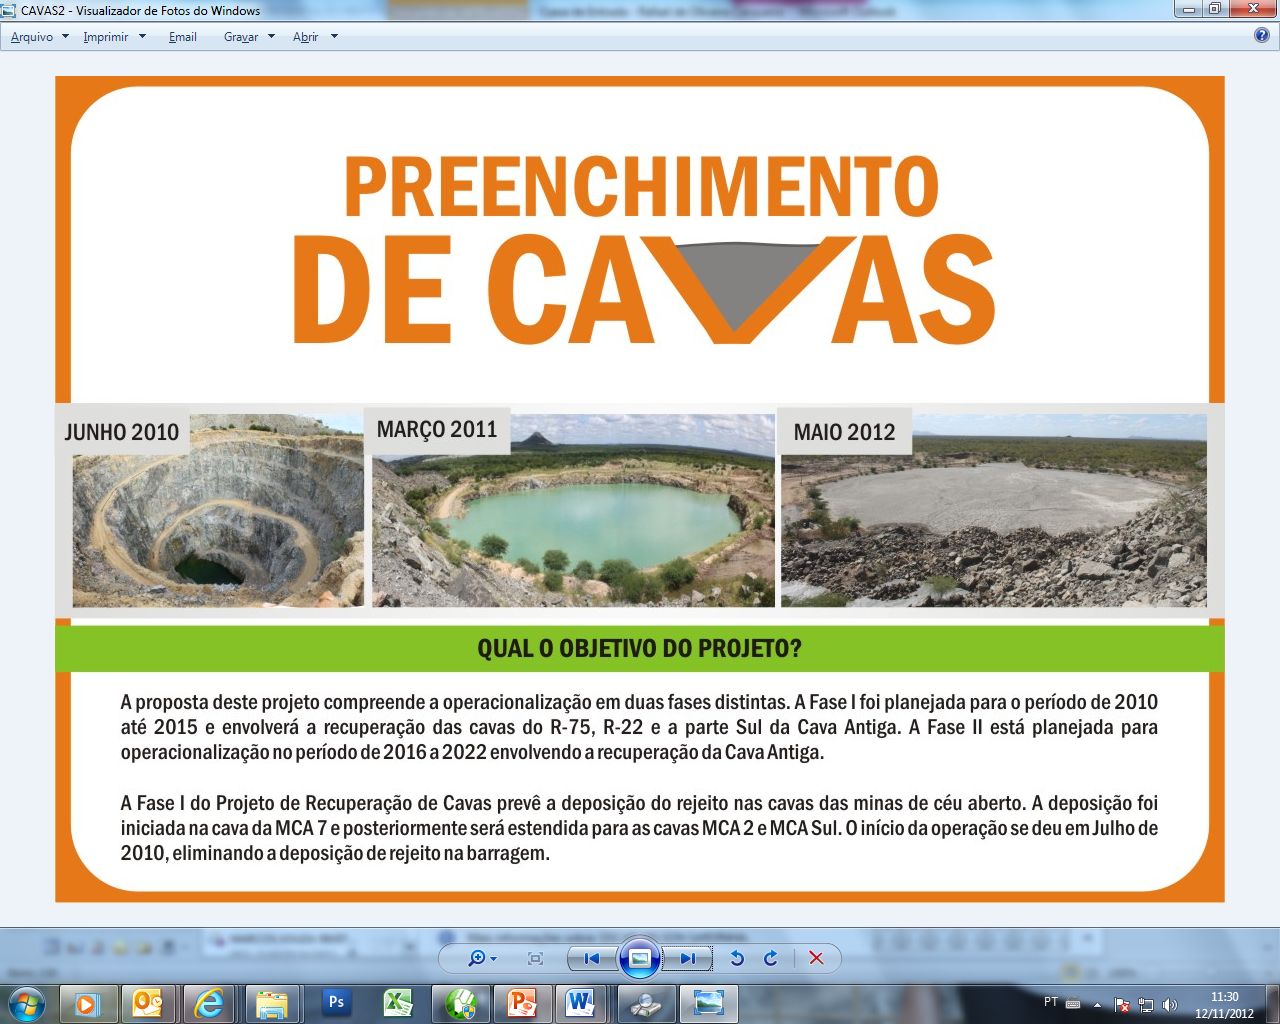 CAVAS2 - Visualizador de Fotos do Windows
Arquivo Imprimir Email Gravar Abrir
PREENCHIMENTO
DE CAVAS
JUNHO 2010
MARÇO 2011
MAIO 2012
QUAL O OBJETIVO DO PROJETO?
A proposta deste projeto compreende a operacionalização em duas fases distintas. A Fase I foi planejada para o período de 2010
até 2015 e envolverá a recuperação das cavas do R-75, R-22 e a parte Sul da Cava Antiga. A Fase II está planejada para
operacionalização no período de 2016 a 2022 envolvendo a recuperação da Cava Antiga.
A Fase I do Projeto de Recuperação de Cavas prevê a deposição do rejeito nas cavas das minas de céu aberto. A deposição foi
iniciada na cava da MCA 7 e posteriormente será estendida para as cavas MCA 2 e MCA Sul. O início da operação se deu em Julho de
2010, eliminando a deposição de rejeito na barragem.
Ps
PT
11:30
12/11/2012